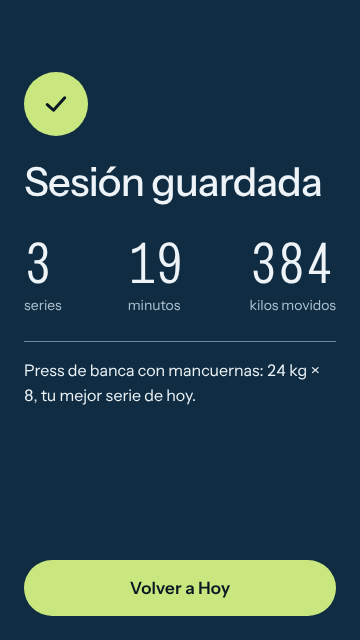 Sesión guardada
3 19 384
series minutos kilos movidos
Press de banca con mancuernas: 24 kg ×
8, tu mejor serie de hoy.
Volver a Hoy